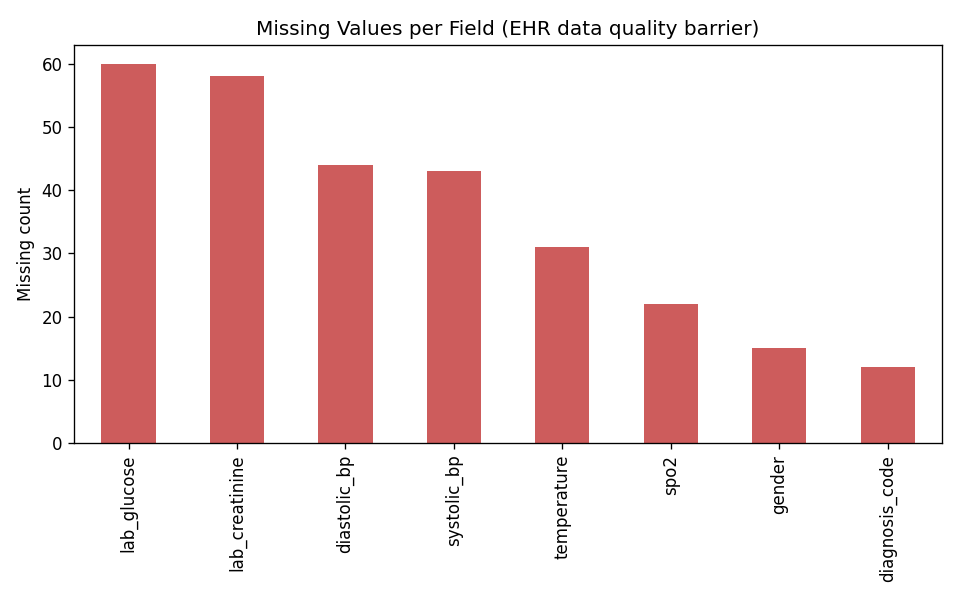 Missing Values per Field (EHR data quality barrier)
Missing count
60
50
40
30
20
10
0
lab_glucose
lab_creatinine
diastolic_bp
systolic_bp
temperature
spo2
gender
diagnosis_code